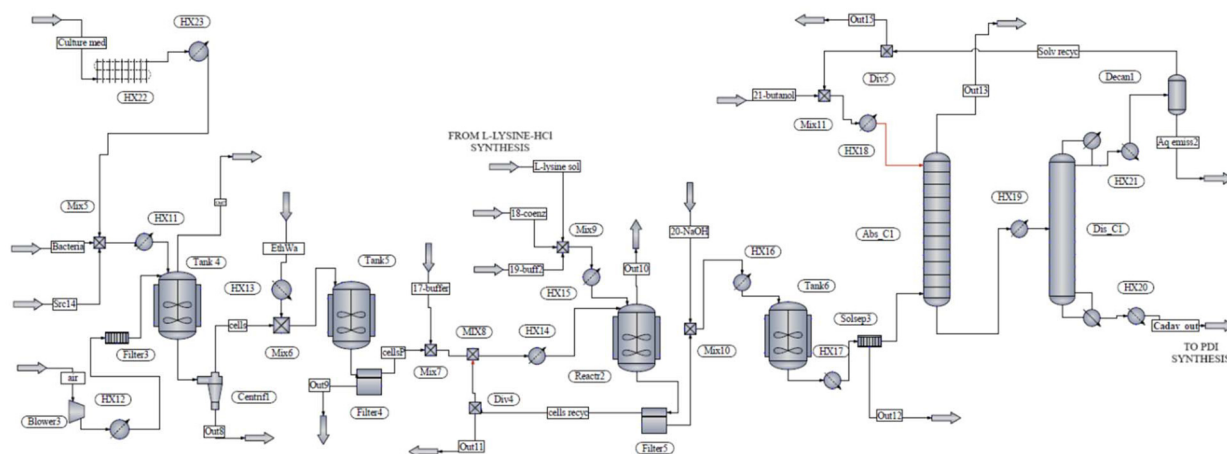 Culture med
HX23
HX22
Mix5
HX11
Bacteria
Src14
Tank 4
Filter3
air
HX12
Blower3
Centrif1
Out8
cells
EthWa
HX13
Mix6
Tank5
cellsP
Out9
Filter4
17-buffer
Mix7
MIX8
HX14
FROM L-LYSINE-HCl
SYNTHESIS
L-lysine sol
18-coenz
19-buff2
Mix9
HX15
Out10
Reactr2
Div4
cells recyc
Out11
Filter5
20-NaOH
Mix10
HX16
Tank6
HX17
Solsep3
Out12
21-butanol
Mix11
HX18
Out15
Div5
Out13
Solv recyc
Abs_C1
HX19
Dis_C1
HX21
Decan1
Aq emiss2
HX20
Cadav out
TO PDI
SYNTHESIS